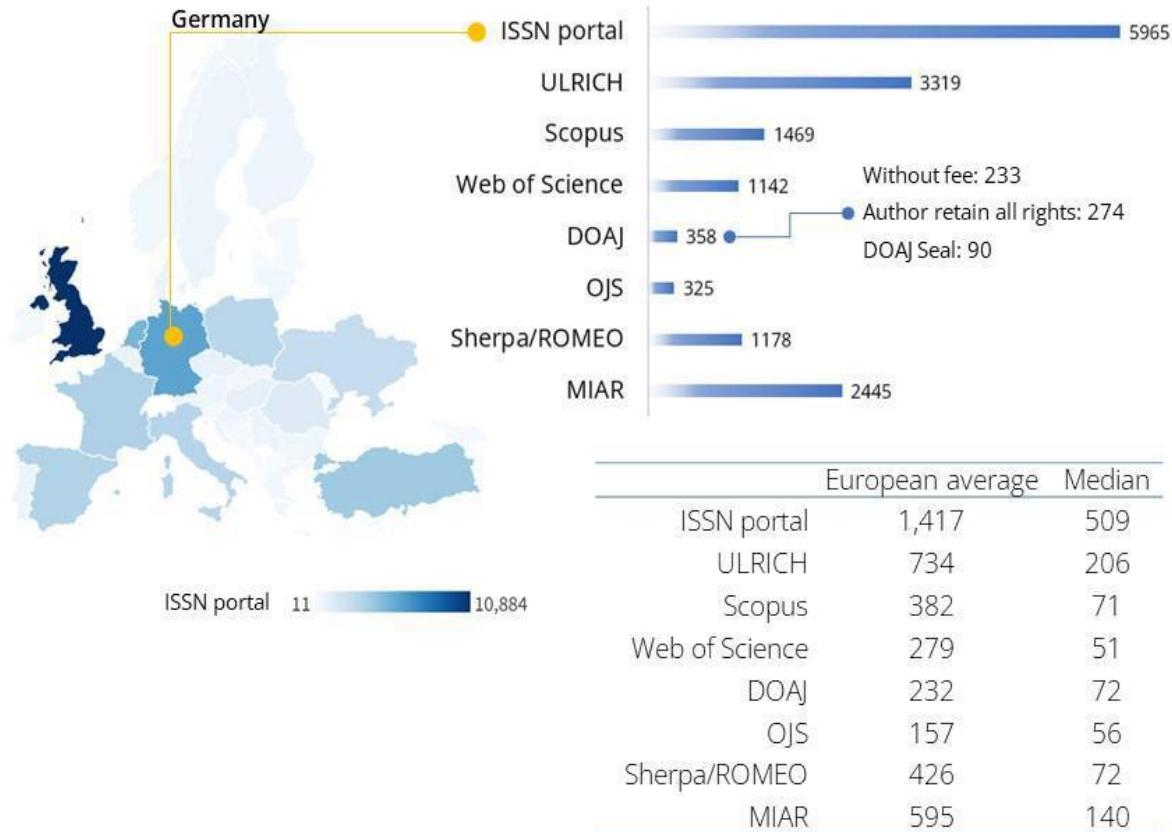 Germany
ISSN portal 5965
ULRICH 3319
Scopus 1469
Web of Science 1142
Without fee: 233
DOAJ 358 Author retain all rights: 274
DOAJ Seal: 90
OJS 325
Sherpa/ROMEO 1178
MIAR 2445
European average Median
ISSN portal 1,417 509
ULRICH 734 206
Scopus 382 71
Web of Science 279 51
DOAJ 232 72
OJS 157 56
Sherpa/ROMEO 426 72
MIAR 595 140
ISSN portal 11 10,884